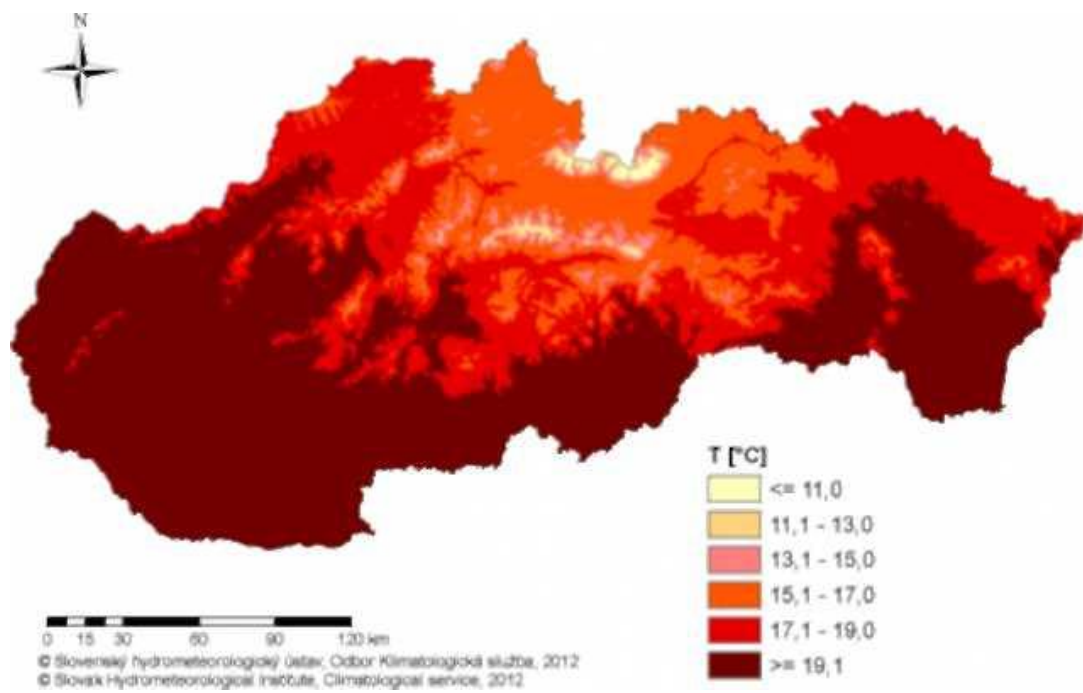 N
T [°C]
<= 11,0
11,1 - 13,0
13,1 - 15,0
15,1 - 17,0
17,1 - 19,0
>= 19,1
0 15 30 60 90 120 km
© Slovenský hydrometeorologický ústav, Odbor Klimatologická služba, 2012
© Slovak Hydrometeorological Institute, Climatological service, 2012